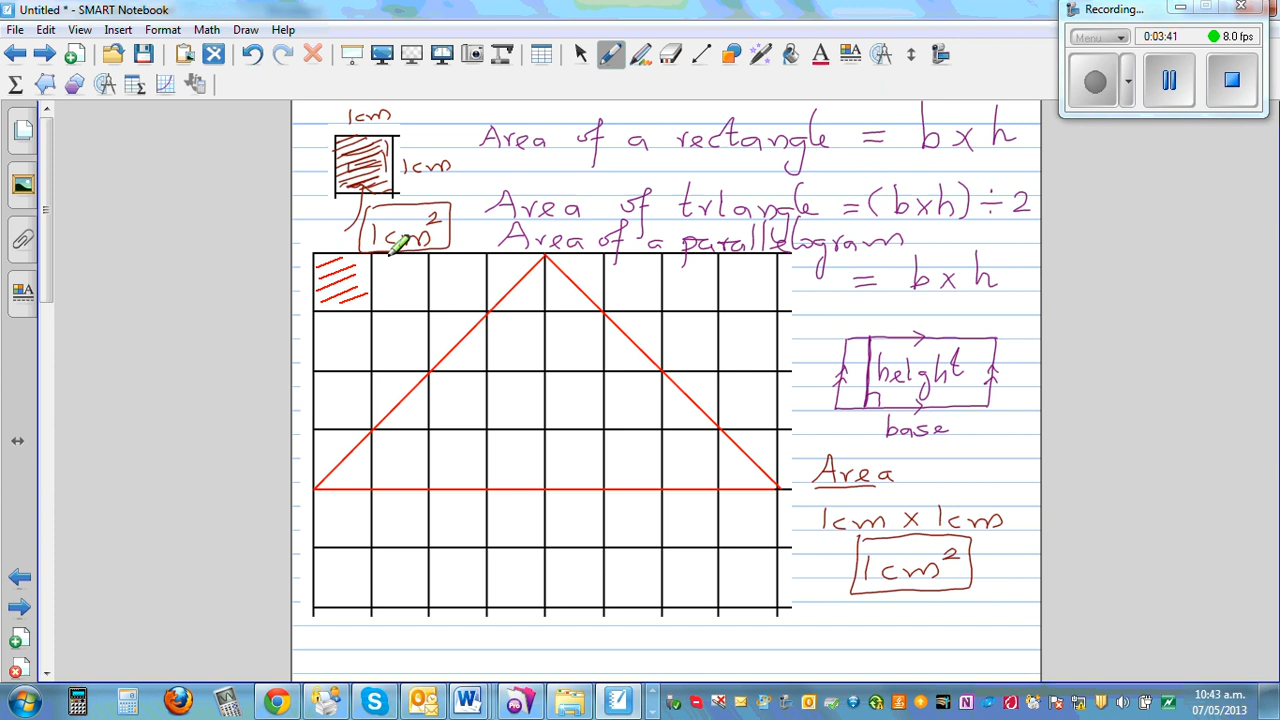 Untitled * - SMART Notebook
Recording...
File Edit View Insert Format Math Draw Help
Menu
0:03:41
8.0 fps
1cm
1cm
1cm²
Area of a rectangle = b x h
Area of triangle = (bxh) ÷ 2
Area of a parallelogram
= b x h
height
h
base
Area
1cm x 1cm
1cm²
10:43 a.m.
07/05/2013